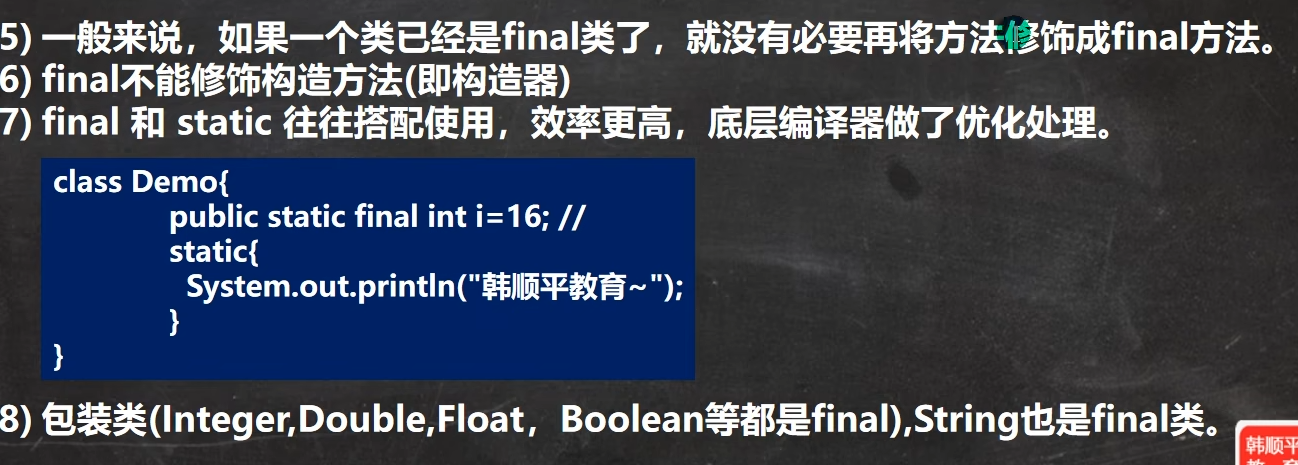 5) 一般来说，如果一个类已经是final类了，就没有必要再将方法修饰成final方法。
6) final不能修饰构造方法(即构造器)
7) final 和 static 往往搭配使用，效率更高，底层编译器做了优化处理。
class Demo{
public static final int i=16; //
static{
System.out.println("韩顺平教育~");
}
}
8) 包装类(Integer,Double,Float，Boolean等都是final),String也是final类。
韩顺平